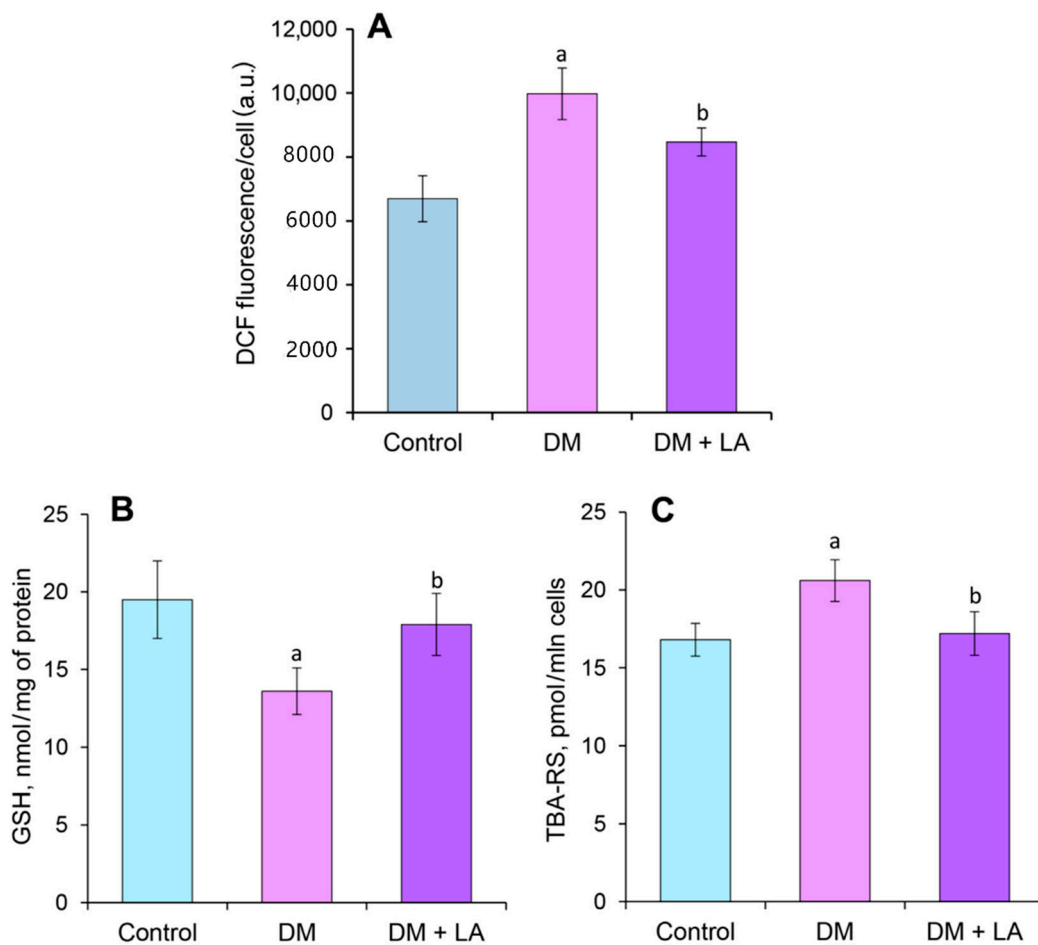 A
DCF fluorescence/cell (a.u.)
12,000
10,000
8000
6000
4000
2000
0
a
b
Control DM DM + LA
B
GSH, nmol/mg of protein
25
20
15
10
5
0
a
b
Control DM DM + LA
C
TBA-RS, pmol/mln cells
25
20
15
10
5
0
a
b
Control DM DM + LA